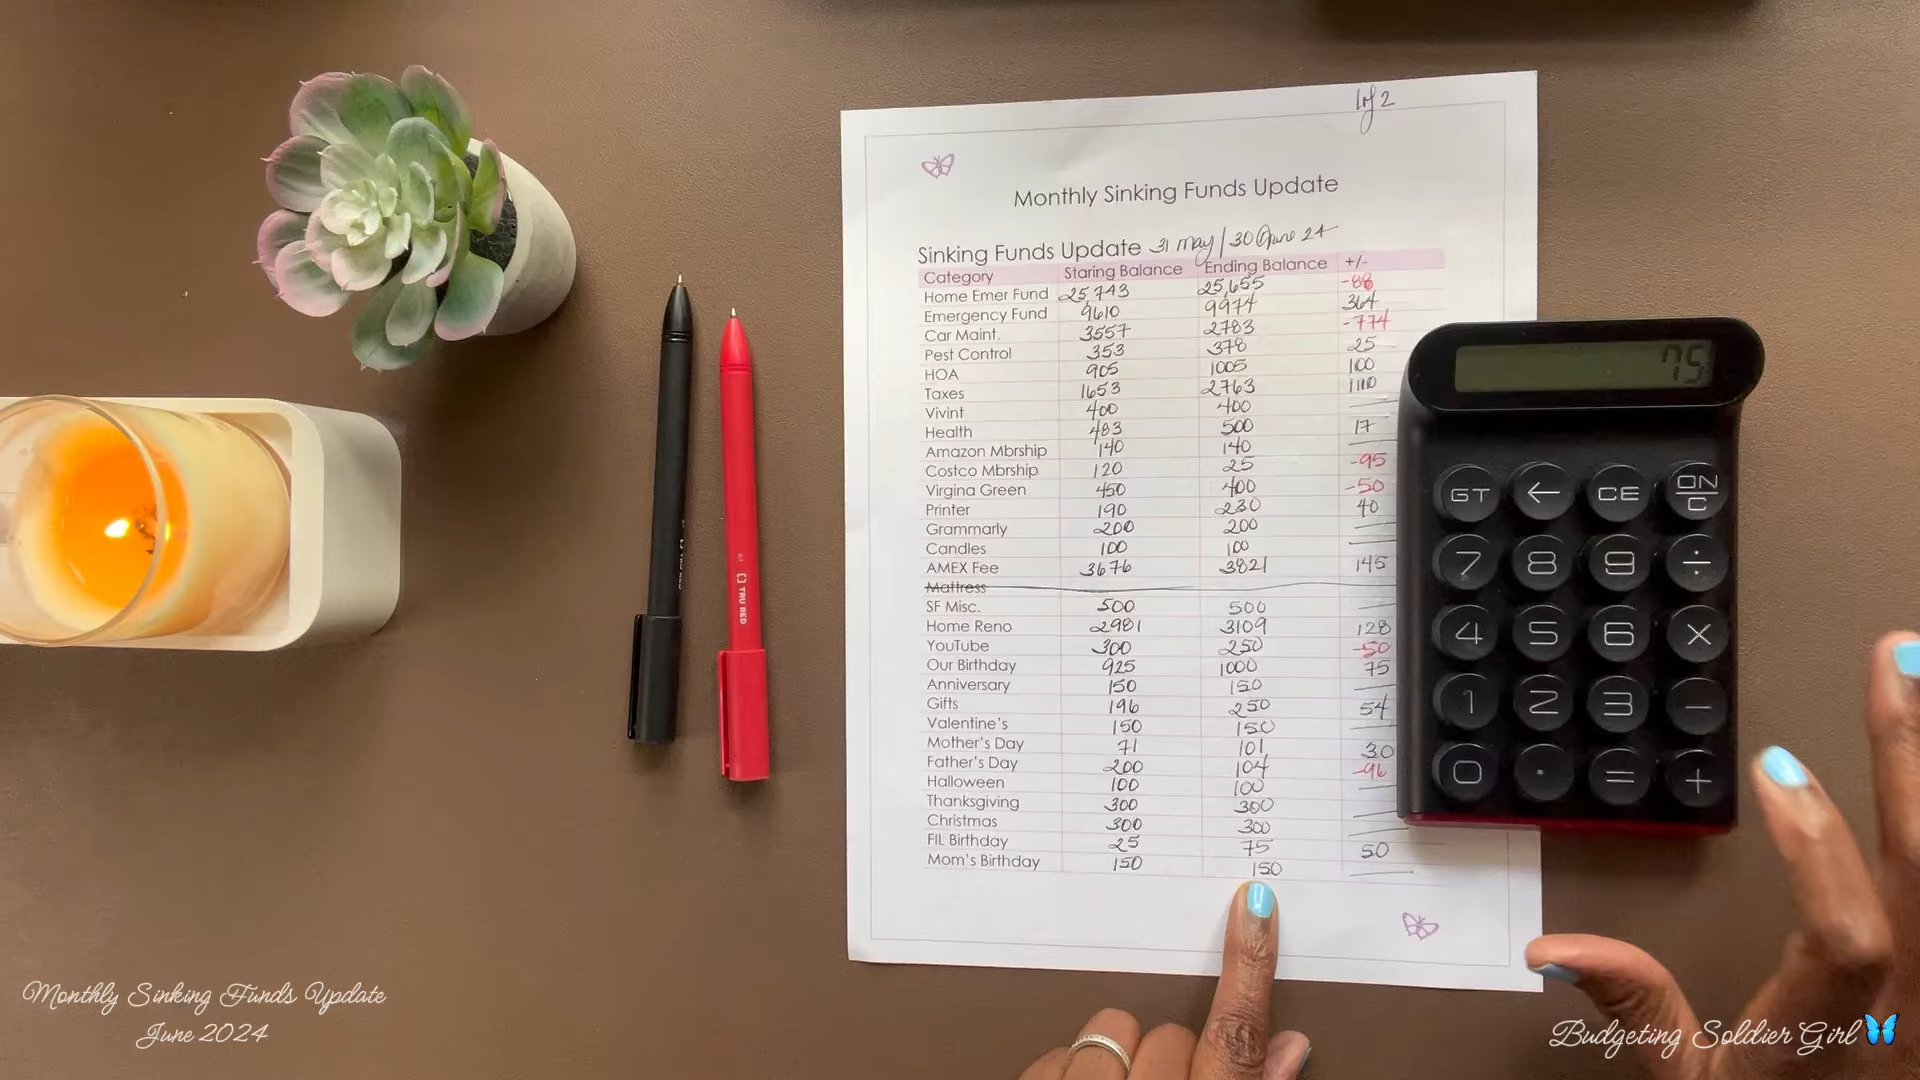 1 of 2
Monthly Sinking Funds Update
Sinking Funds Update 31 May / 30 June 24
Category Staring Balance Ending Balance +/-
Home Emer Fund 25,743 25,655 -88
Emergency Fund 9610 9974 364
Car Maint. 3557 2783 -774
Pest Control 353 378 25
HOA 905 1005 100
Taxes 1653 2763 1110
Vivint 400 400
Health 483 500 17
Amazon Mbrship 140 140
Costco Mbrship 120 25 -95
Virgina Green 450 400 -50
Printer 190 230 40
Grammarly 200 200
Candles 100 100
AMEX Fee 3676 3821 145
Mattress
SF Misc. 500 500
Home Reno 2981 3109 128
YouTube 300 250 -50
Our Birthday 925 1000 75
Anniversary 150 150
Gifts 196 250 54
Valentine's 150 150
Mother's Day 71 101 30
Father's Day 200 104 -96
Halloween 100 100
Thanksgiving 300 300
Christmas 300 300
FIL Birthday 25 75 50
Mom's Birthday 150 150
75
GT ← CE ON/C
7 8 9 ÷
4 5 6 ×
1 2 3 −
0 . = +
TRU RED
Monthly Sinking Funds Update
June 2024
Budgeting Soldier Girl